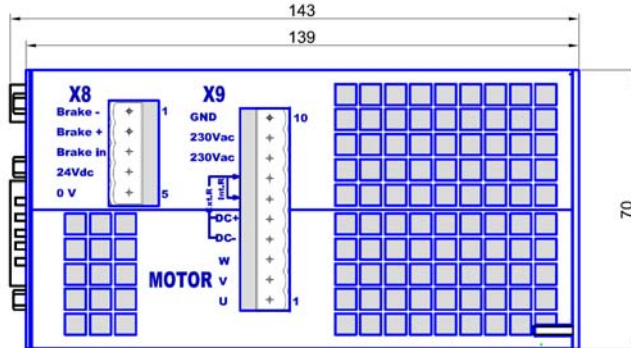 143
139
X8
X9
Brake -
1
GND
10
Brake +
230Vac
Brake in
230Vac
24Vdc
Ext.R
Int.R
0 V
5
DC+
DC-
70
W
MOTOR
V
U
1